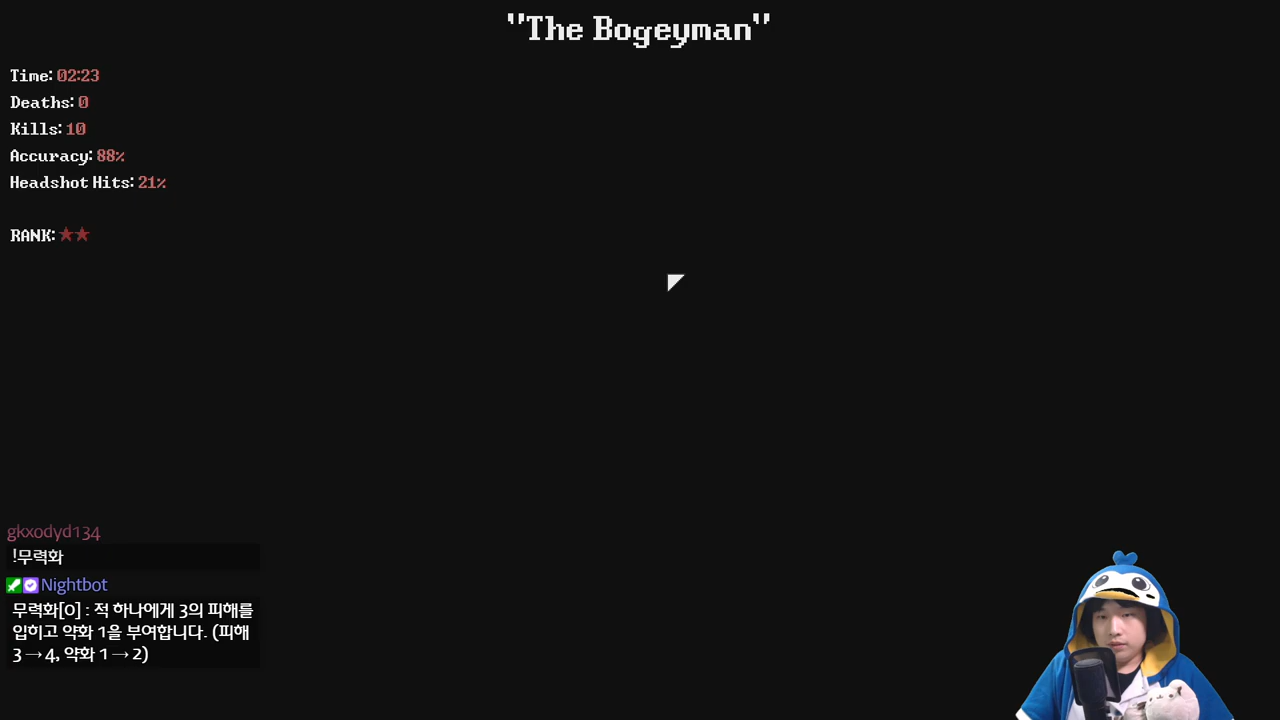 "The Bogeyman"
Time: 02:23
Deaths: 0
Kills: 10
Accuracy: 88%
Headshot Hits: 21%
RANK: ★★
gkxodyd134
!무력화
Nightbot
무력화[0] : 적 하나에게 3의 피해를
입히고 약화 1을 부여합니다. (피해
3 → 4, 약화 1 → 2)